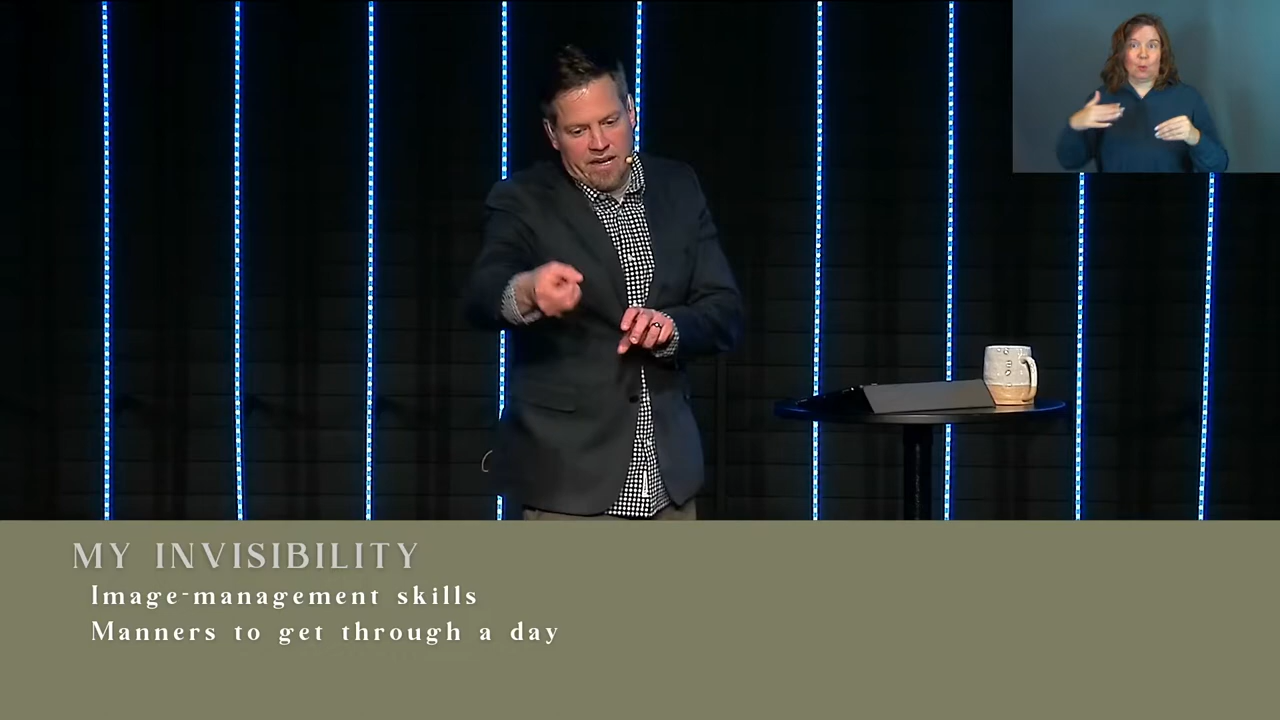 MY INVISIBILITY
Image-management skills
Manners to get through a day